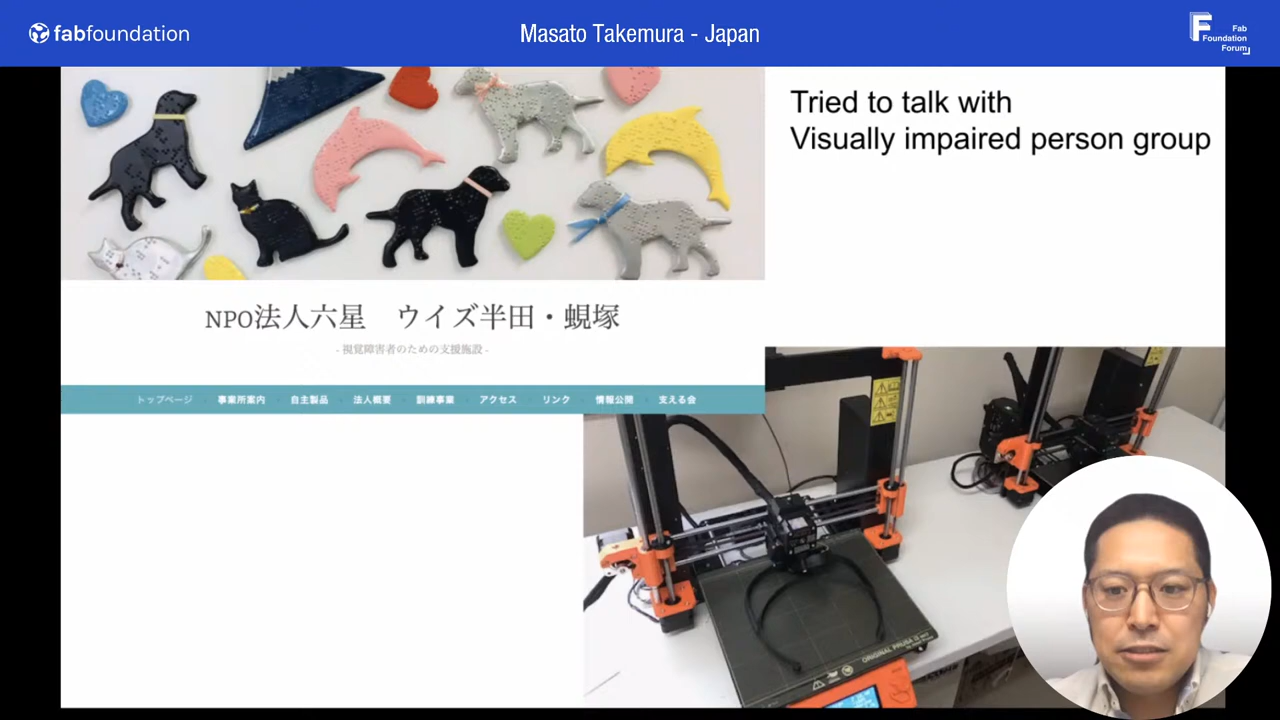 fabfoundation
Masato Takemura - Japan
Fab
Foundation
Forum
Tried to talk with
Visually impaired person group
NPO法人六星　ウイズ半田・蜆塚
- 視覚障害者のための支援施設 -
トップページ 事業所案内 自主製品 法人概要 訓練事業 アクセス リンク 情報公開 支える会
ORIGINAL PRUSA